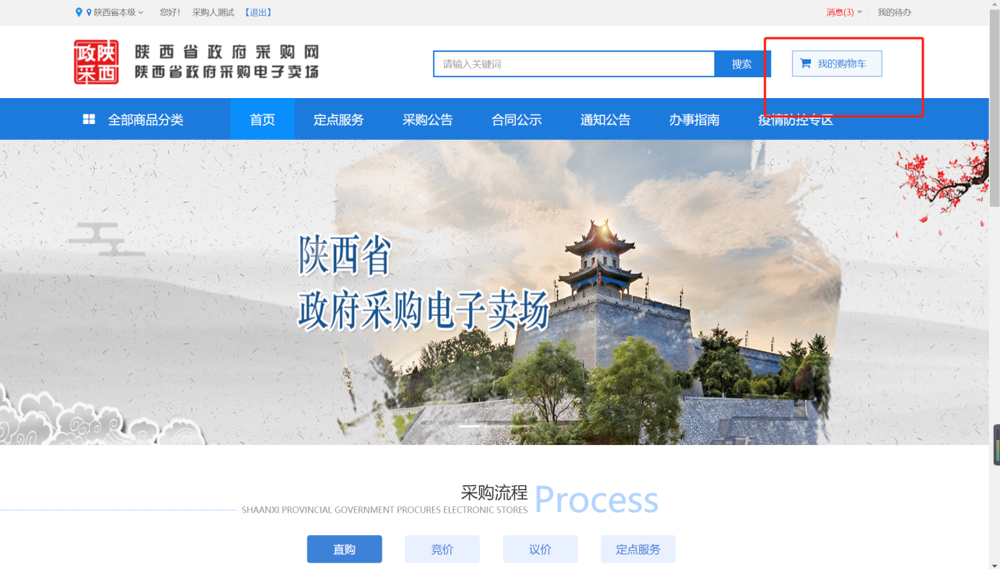 陕西省本级 您好！ 采购人测试 【退出】 消息(3) 我的待办
政陕
采西
陕西省政府采购网
陕西省政府采购电子卖场
请输入关键词 搜索 我的购物车
全部商品分类 首页 定点服务 采购公告 合同公示 通知公告 办事指南 疫情防控专区
陕西省
政府采购电子卖场
采购流程 Process
SHAANXI PROVINCIAL GOVERNMENT PROCURES ELECTRONIC STORES
直购 竞价 议价 定点服务